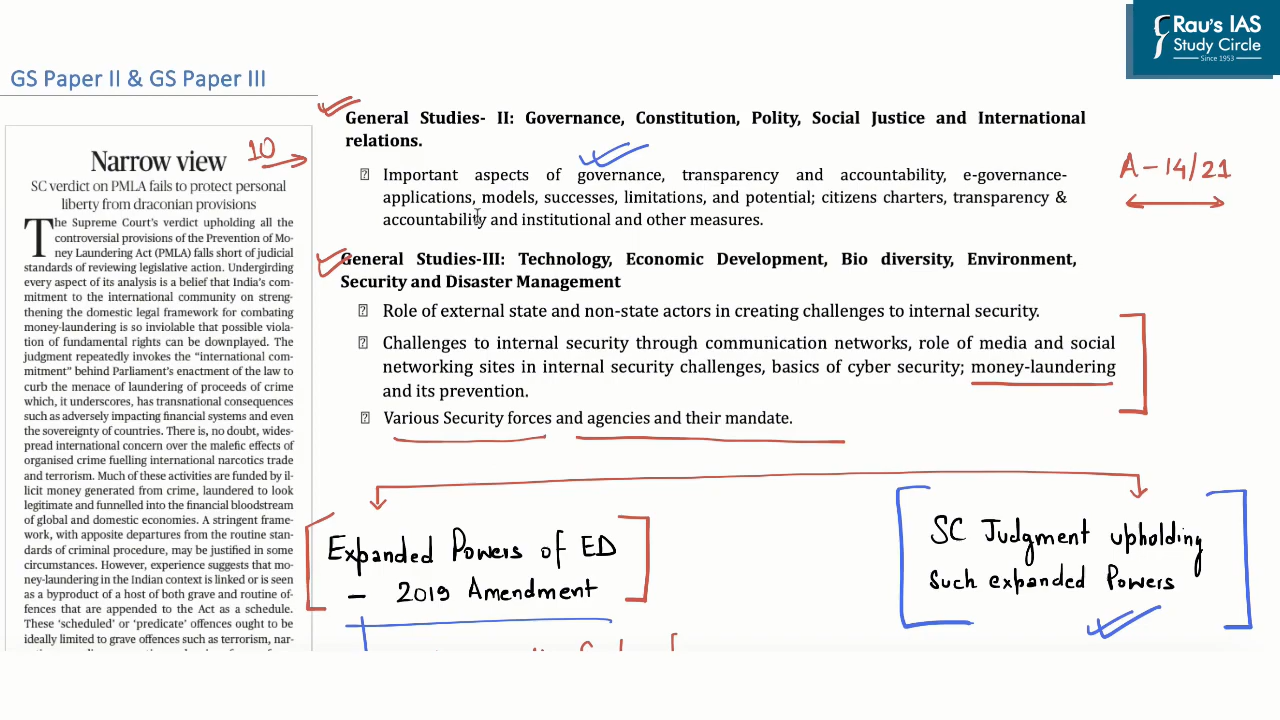 Rau's IAS
Study Circle
Since 1953
GS Paper II & GS Paper III
Narrow view
10
SC verdict on PMLA fails to protect personal
liberty from draconian provisions
The Supreme Court's verdict upholding all the
controversial provisions of the Prevention of Mo-
ney Laundering Act (PMLA) falls short of judicial
standards of reviewing legislative action. Undergirding
every aspect of its analysis is a belief that India's com-
mitment to the international community on streng-
thening the domestic legal framework for combating
money-laundering is so inviolable that possible viola-
tion of fundamental rights can be downplayed. The
judgment repeatedly invokes the “international com-
mitment” behind Parliament's enactment of the law to
curb the menace of laundering of proceeds of crime
which, it underscores, has transnational consequences
such as adversely impacting financial systems and even
the sovereignty of countries. There is, no doubt, wides-
pread international concern over the malefic effects of
organised crime fuelling international narcotics trade
and terrorism. Much of these activities are funded by il-
licit money generated from crime, laundered to look
legitimate and funnelled into the financial bloodstream
of global and domestic economies. A stringent frame-
work, with apposite departures from the routine stan-
dards of criminal procedure, may be justified in some
circumstances. However, experience suggests that mo-
ney-laundering in the Indian context is linked or is seen
as a byproduct of a host of both grave and routine of-
fences that are appended to the Act as a schedule.
These ‘scheduled’ or ‘predicate’ offences ought to be
ideally limited to grave offences such as terrorism, nar-
General Studies- II: Governance, Constitution, Polity, Social Justice and International
relations.
Important aspects of governance, transparency and accountability, e-governance-
applications, models, successes, limitations, and potential; citizens charters, transparency &
accountability and institutional and other measures.
A - 14/21
General Studies-III: Technology, Economic Development, Bio diversity, Environment,
Security and Disaster Management
Role of external state and non-state actors in creating challenges to internal security.
Challenges to internal security through communication networks, role of media and social
networking sites in internal security challenges, basics of cyber security; money-laundering
and its prevention.
Various Security forces and agencies and their mandate.
Expanded Powers of ED
- 2019 Amendment
SC Judgment upholding
such expanded Powers